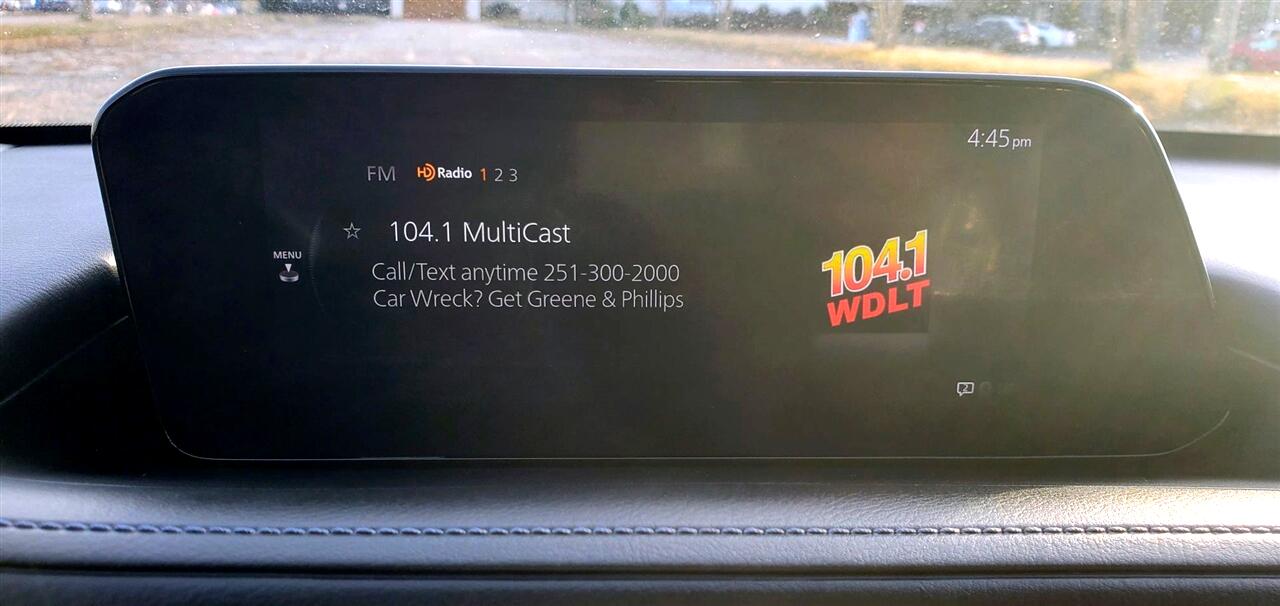 4:45 pm
FM HD Radio 1 2 3
☆ 104.1 MultiCast
MENU
Call/Text anytime 251-300-2000
Car Wreck? Get Greene & Phillips
104.1
WDLT
2